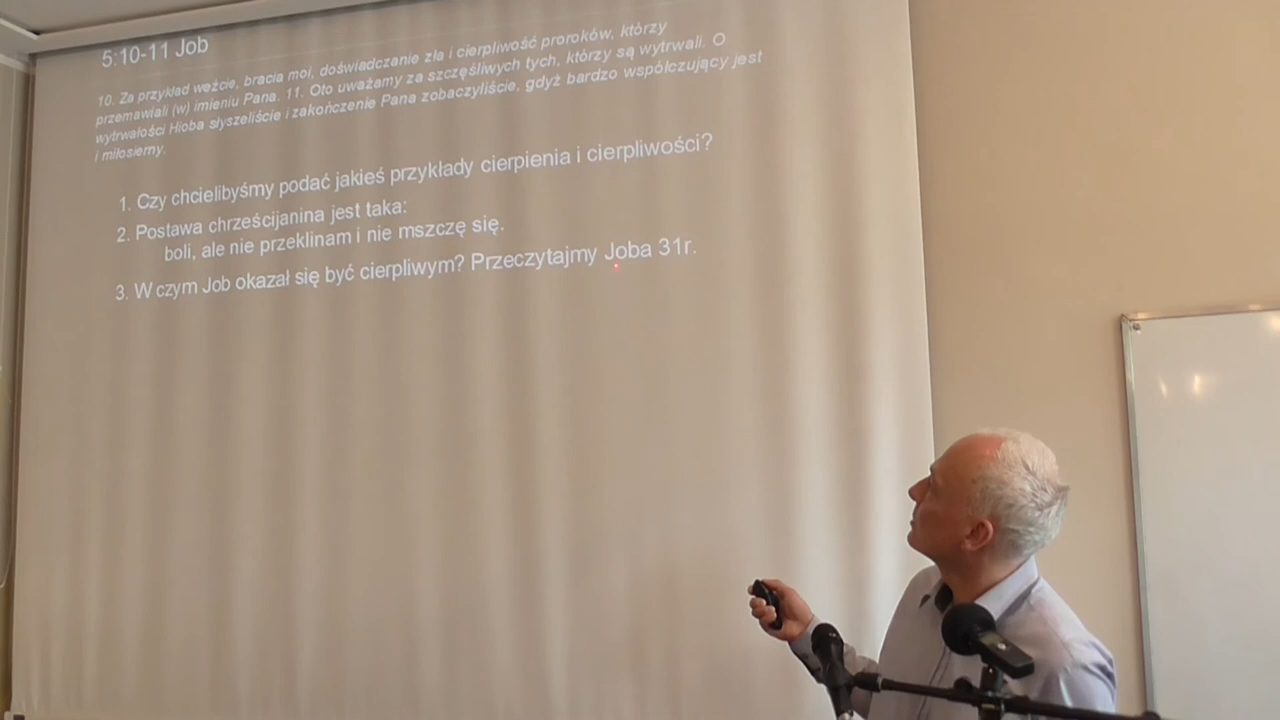 5:10-11 Job
10. Za przykład weźcie, bracia moi, doświadczanie zła i cierpliwość proroków, którzy
przemawiali (w) imieniu Pana. 11. Oto uważamy za szczęśliwych tych, którzy są wytrwali. O
wytrwałości Hioba słyszeliście i zakończenie Pana zobaczyliście, gdyż bardzo współczujący jest
i miłosierny.
1. Czy chcielibyśmy podać jakieś przykłady cierpienia i cierpliwości?
2. Postawa chrześcijanina jest taka:
boli, ale nie przeklinam i nie mszczę się.
3. W czym Job okazał się być cierpliwym? Przeczytajmy Joba 31r.